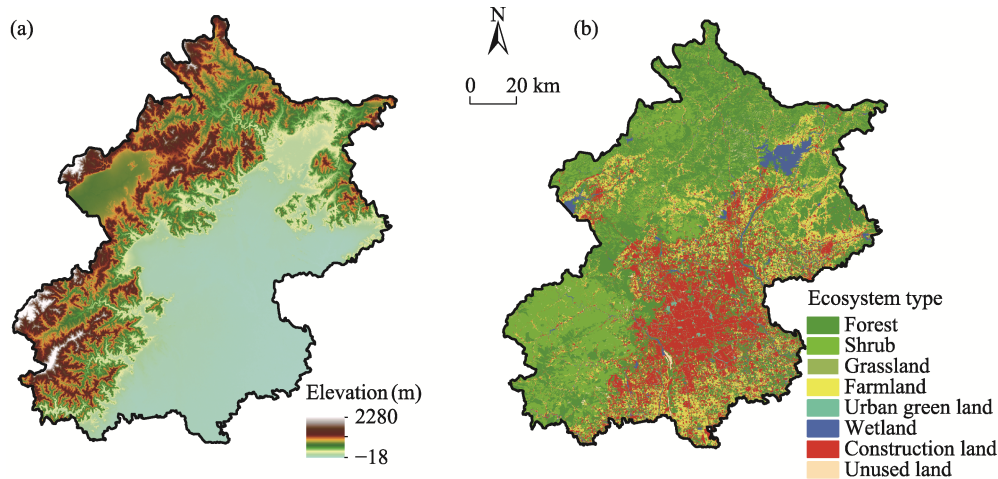 (a)
N
(b)
0 20 km
Elevation (m)
2280
−18
Ecosystem type
Forest
Shrub
Grassland
Farmland
Urban green land
Wetland
Construction land
Unused land